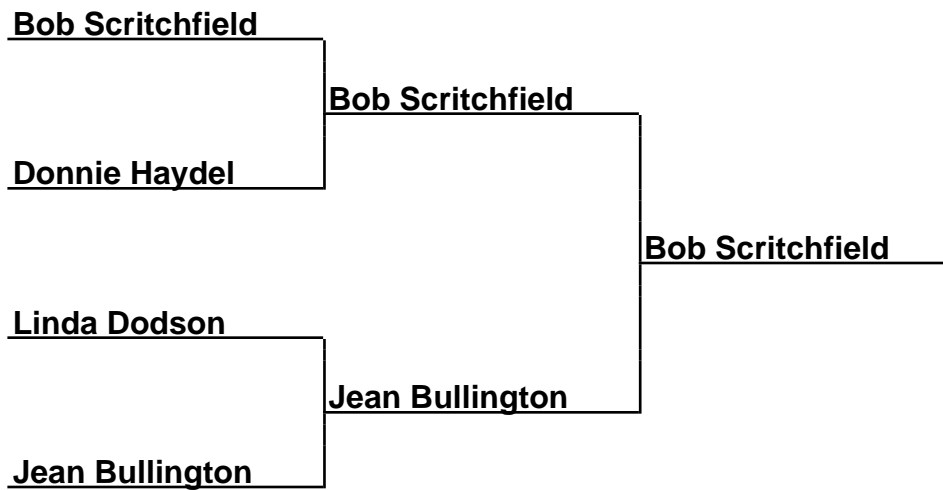 Bob Scritchfield
Bob Scritchfield
Donnie Haydel
Bob Scritchfield
Linda Dodson
Jean Bullington
Jean Bullington